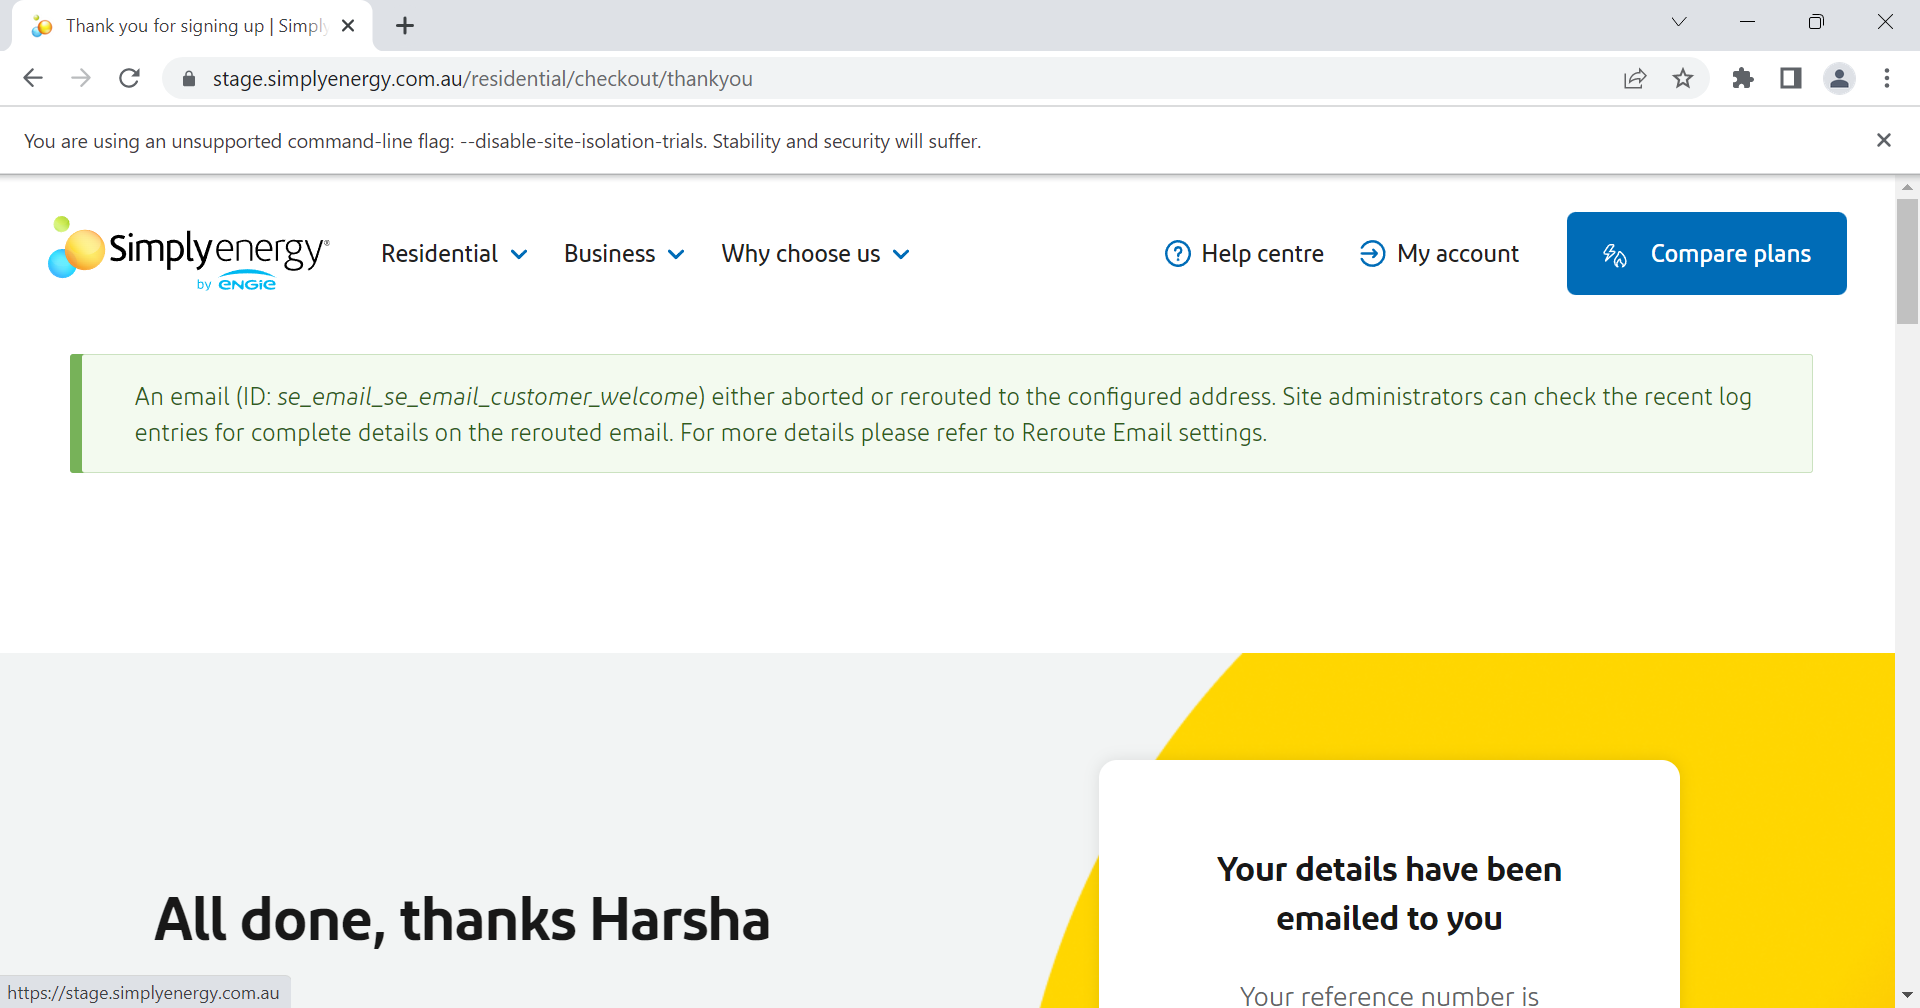 Thank you for signing up | Simply
stage.simplyenergy.com.au/residential/checkout/thankyou
You are using an unsupported command-line flag: --disable-site-isolation-trials. Stability and security will suffer.
Simplyenergy®
by ENGIE
Residential Business Why choose us Help centre My account Compare plans
An email (ID: se_email_se_email_customer_welcome) either aborted or rerouted to the configured address. Site administrators can check the recent log
entries for complete details on the rerouted email. For more details please refer to Reroute Email settings.
All done, thanks Harsha
Your details have been
emailed to you
Your reference number is
https://stage.simplyenergy.com.au